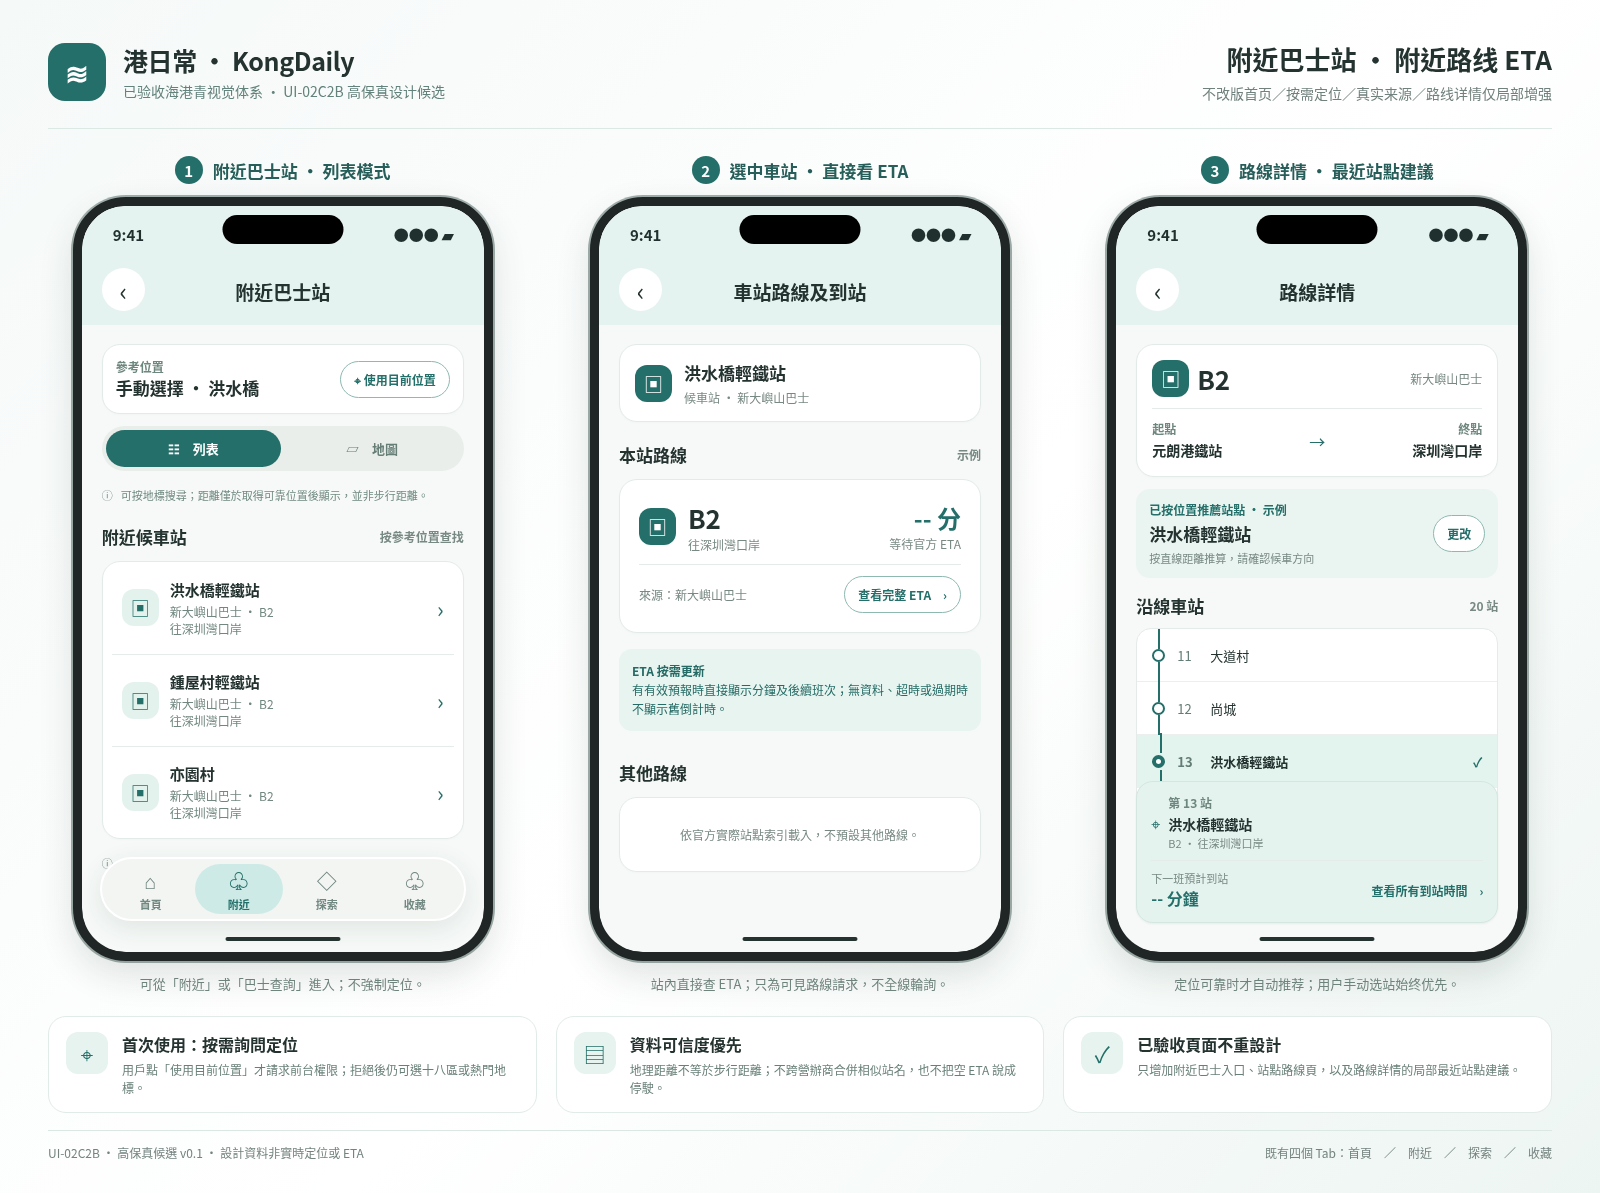 港日常 · KongDaily
已验收海港青视觉体系 · UI-02C2B 高保真设计候选
附近巴士站 · 附近路线 ETA
不改版首页／按需定位／真实来源／路线详情仅局部增强
1 附近巴士站 · 列表模式
9:41
附近巴士站
參考位置
手動選擇 · 洪水橋
使用目前位置
列表
地圖
可按地標搜尋；距離僅於取得可靠位置後顯示，並非步行距離。
附近候車站
按參考位置查找
洪水橋輕鐵站
新大嶼山巴士 · B2
往深圳灣口岸
鍾屋村輕鐵站
新大嶼山巴士 · B2
往深圳灣口岸
亦園村
新大嶼山巴士 · B2
往深圳灣口岸
首頁
附近
探索
收藏
可從「附近」或「巴士查詢」進入；不強制定位。
2 選中車站 · 直接看 ETA
9:41
車站路線及到站
洪水橋輕鐵站
候車站 · 新大嶼山巴士
本站路線
示例
B2
往深圳灣口岸
-- 分
等待官方 ETA
來源：新大嶼山巴士
查看完整 ETA ›
ETA 按需更新
有有效預報時直接顯示分鐘及後續班次；無資料、超時或過期時
不顯示舊倒計時。
其他路線
依官方實際站點索引載入，不預設其他路線。
站內直接查 ETA；只為可見路線請求，不全線輪詢。
3 路線詳情 · 最近站點建議
9:41
路線詳情
B2
新大嶼山巴士
起點
元朗港鐵站
→
終點
深圳灣口岸
已按位置推薦站點 · 示例
洪水橋輕鐵站
按直線距離推算，請確認候車方向
更改
沿線車站
20 站
11 大道村
12 尚城
13 洪水橋輕鐵站 ✓
第 13 站
洪水橋輕鐵站
B2 · 往深圳灣口岸
下一班預計到站
-- 分鐘
查看所有到站時間 ›
定位可靠时才自动推荐；用户手动选站始终优先。
首次使用：按需詢問定位
用戶點「使用目前位置」才請求前台權限；拒絕後仍可選十八區或熱門地
標。
資料可信度優先
地理距離不等於步行距離；不跨營辦商合併相似站名，也不把空 ETA 說成
停駛。
已驗收頁面不重設計
只增加附近巴士入口、站點路線頁，以及路線詳情的局部最近站點建議。
UI-02C2B · 高保真候選 v0.1 · 設計資料非實時定位或 ETA
既有四個 Tab：首頁 ／ 附近 ／ 探索 ／ 收藏